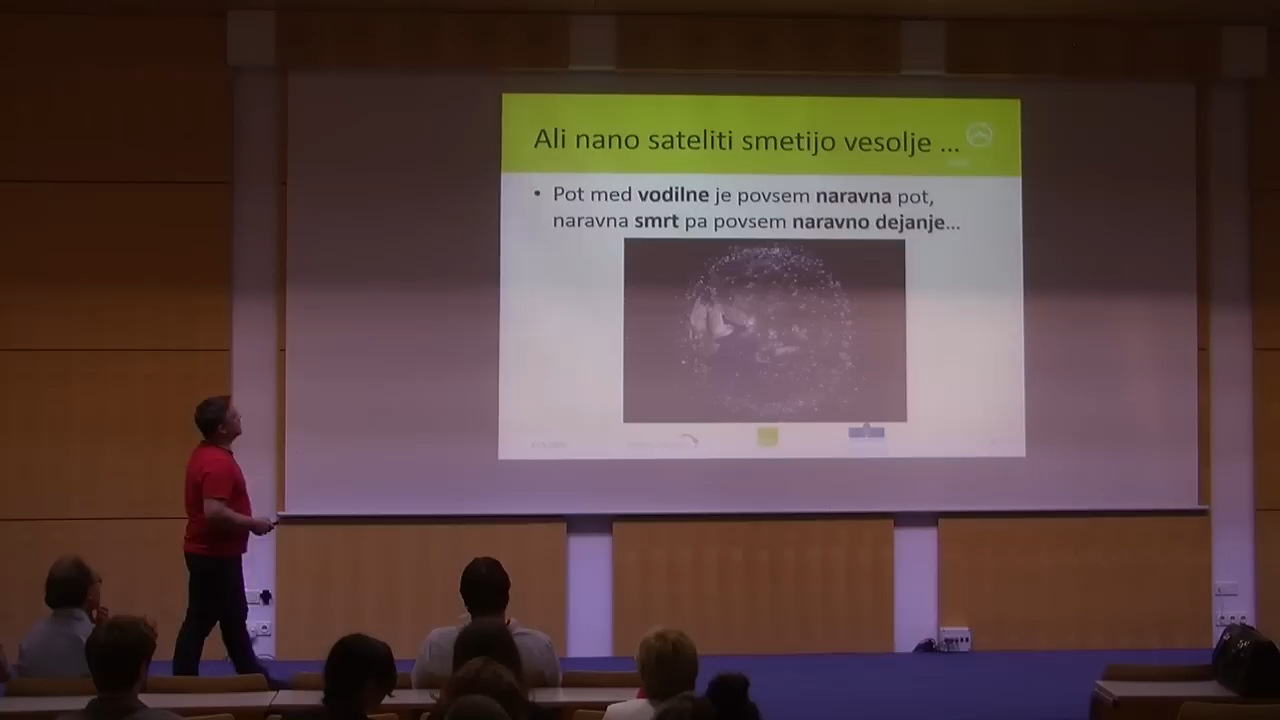 Ali nano sateliti smetijo vesolje ...
• Pot med vodilne je povsem naravna pot,
naravna smrt pa povsem naravno dejanje...